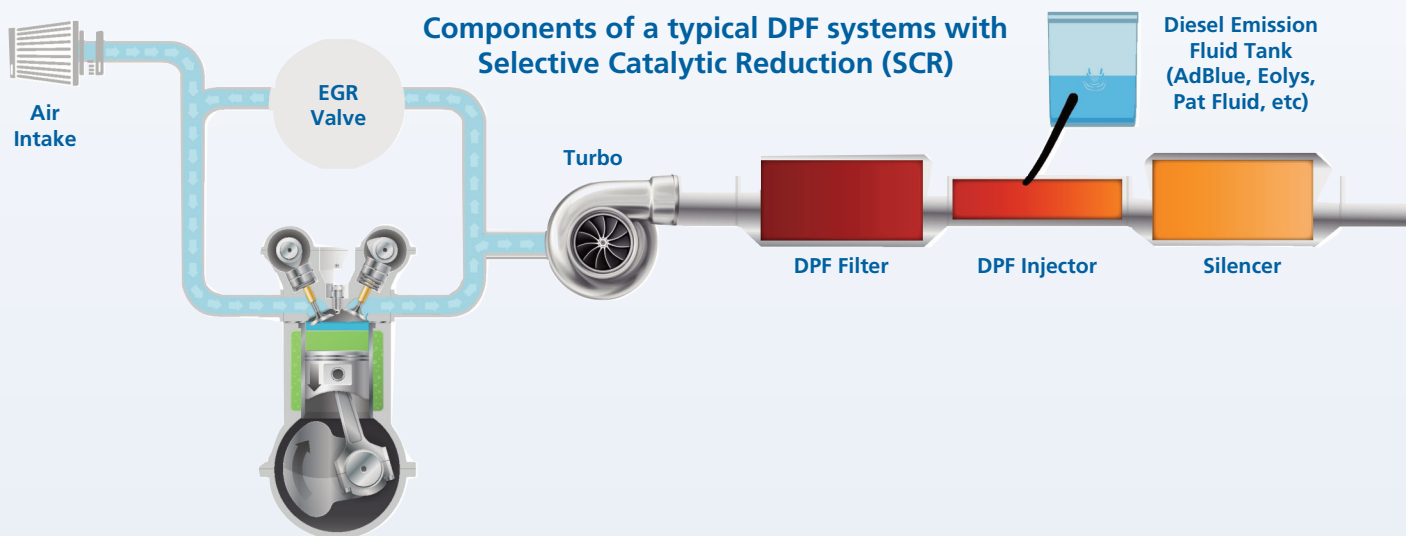 Components of a typical DPF systems with
Selective Catalytic Reduction (SCR)
Diesel Emission
Fluid Tank
(AdBlue, Eolys,
Pat Fluid, etc)
Air
Intake
EGR
Valve
Turbo
DPF Filter
DPF Injector
Silencer